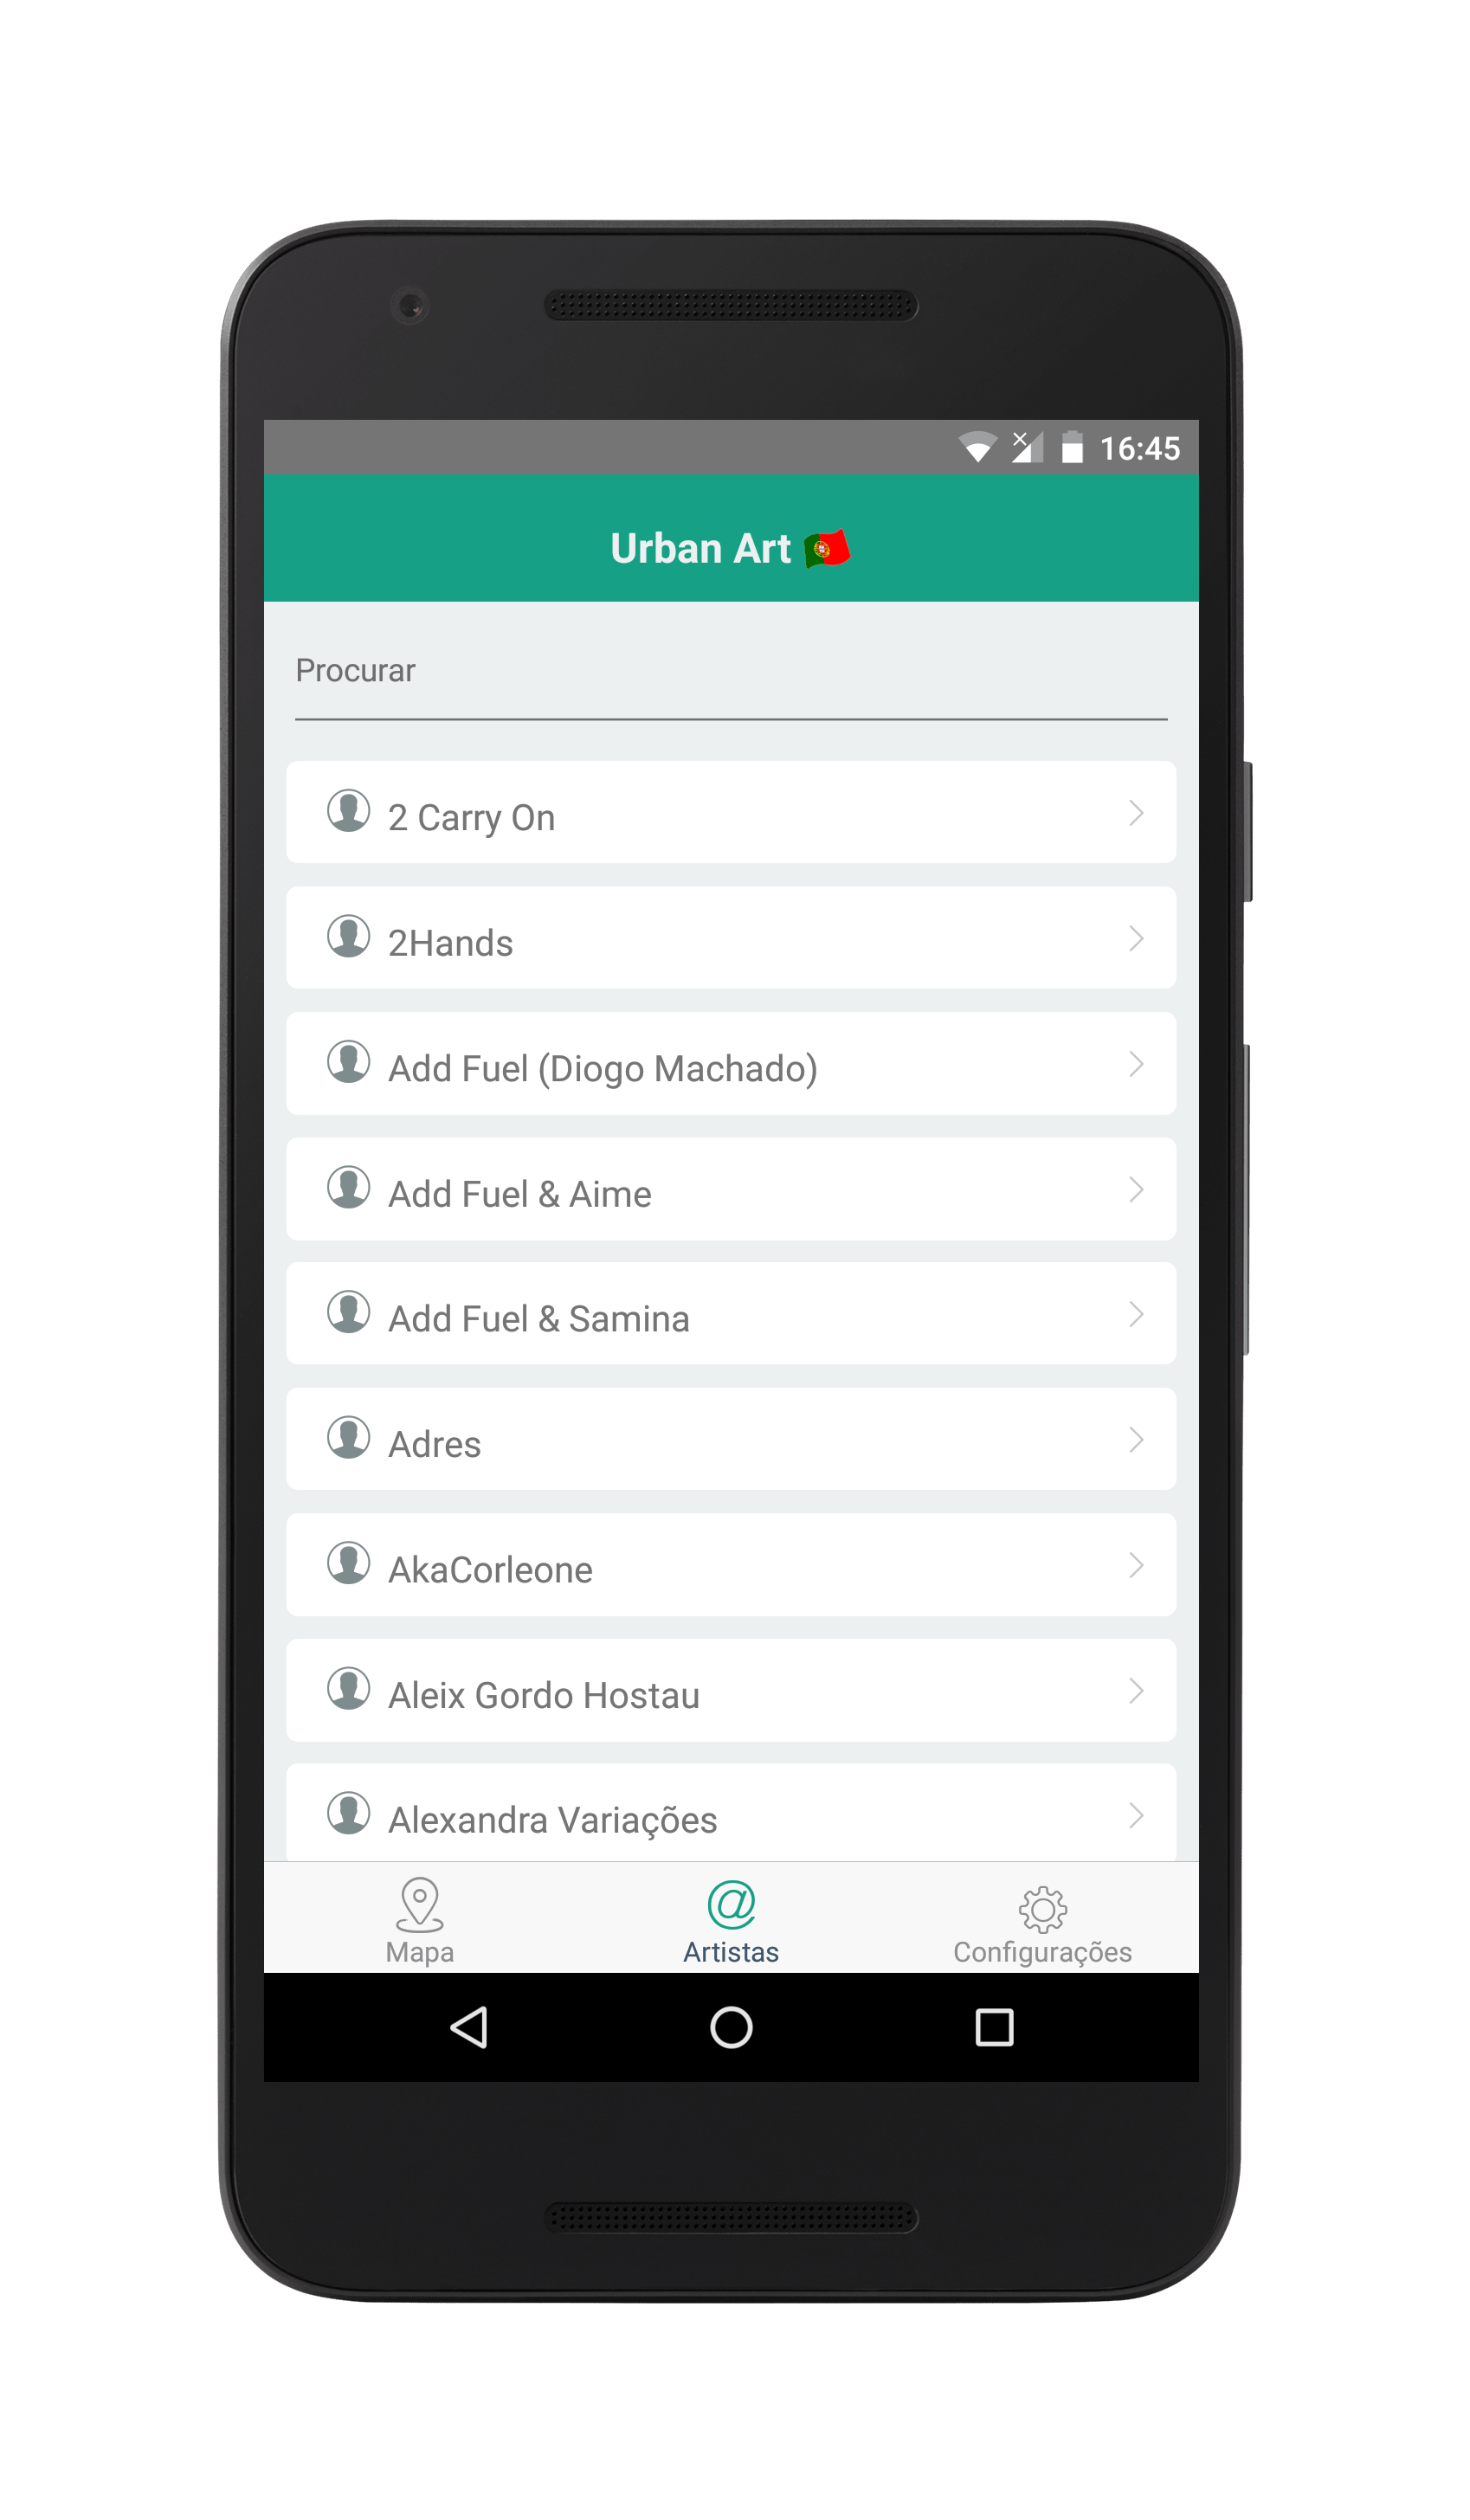 16:45
Urban Art 🇵🇹
Procurar
2 Carry On
2Hands
Add Fuel (Diogo Machado)
Add Fuel & Aime
Add Fuel & Samina
Adres
AkaCorleone
Aleix Gordo Hostau
Alexandra Variações
Mapa
Artistas
Configurações